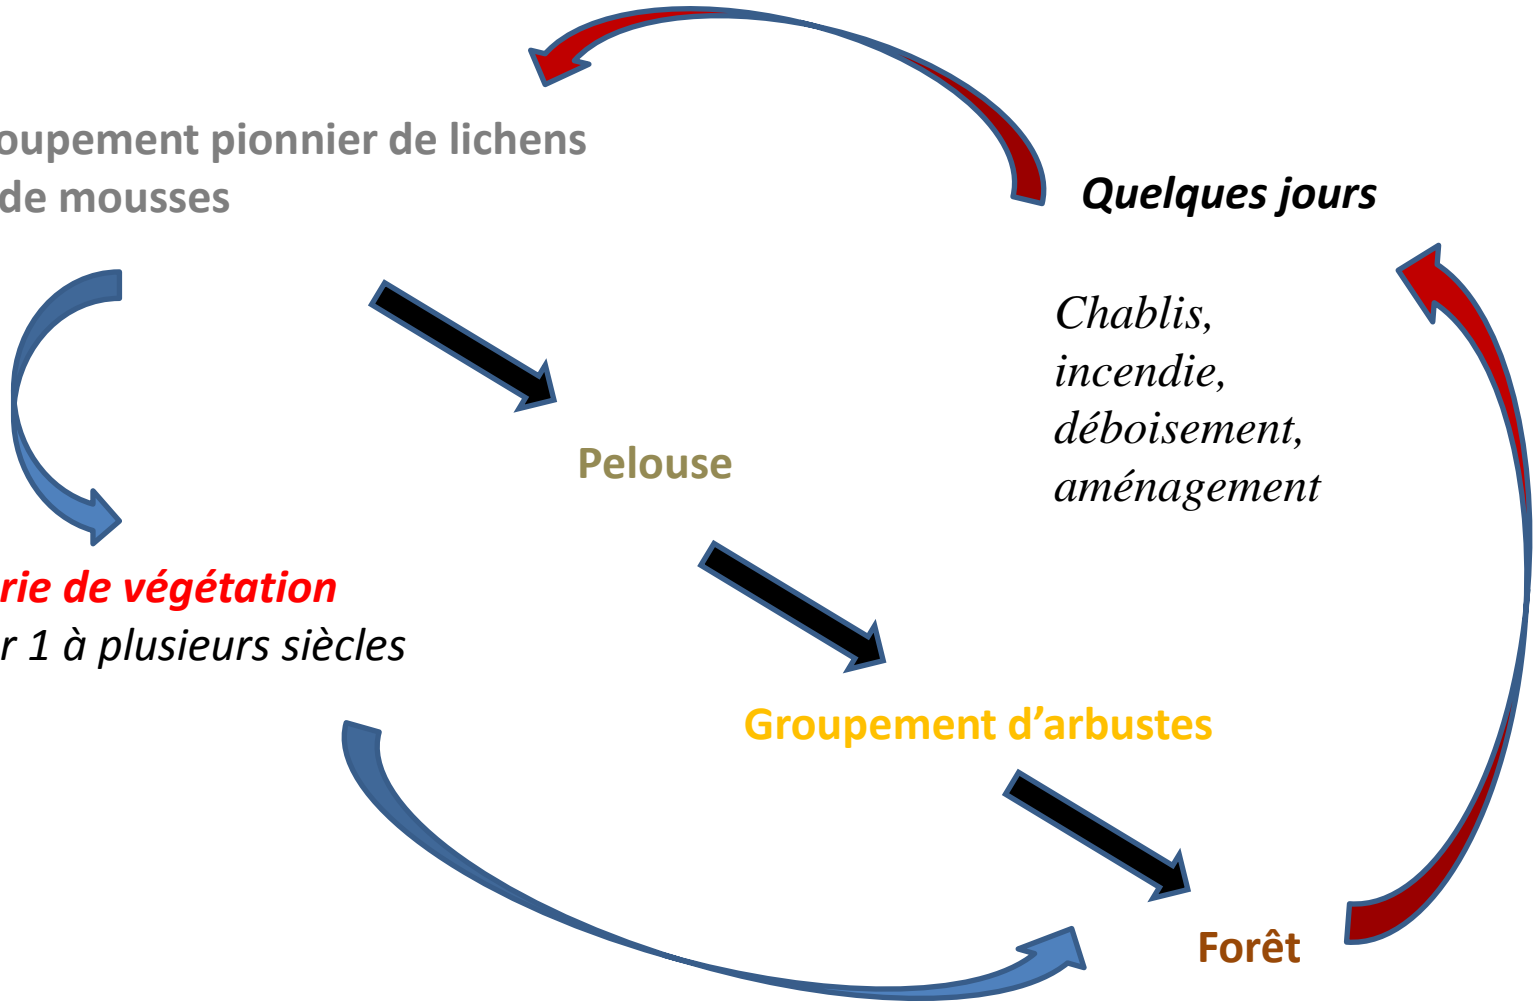 oupement pionnier de lichens
de mousses
Quelques jours
Chablis,
incendie,
déboisement,
aménagement
Pelouse
rie de végétation
r 1 à plusieurs siècles
Groupement d’arbustes
Forêt